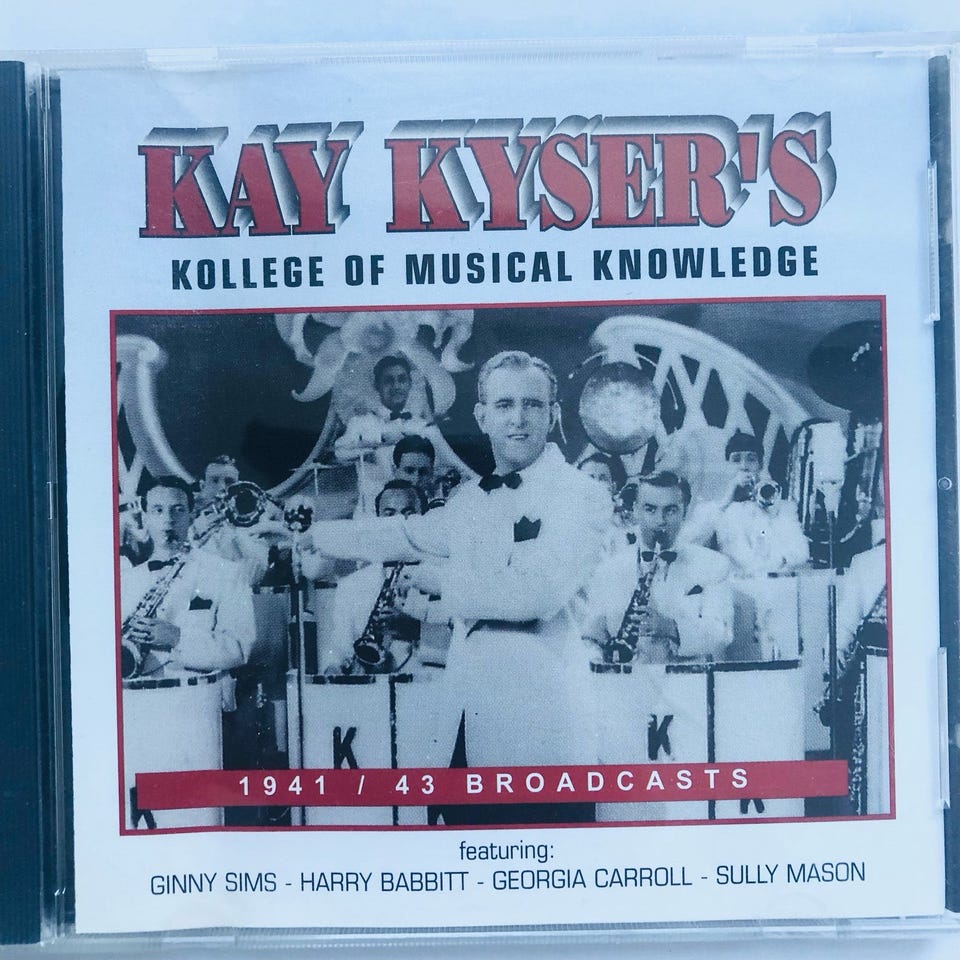 KAY KYSER'S
KOLLEGE OF MUSICAL KNOWLEDGE
K K
1941 / 43 BROADCASTS
featuring:
GINNY SIMS - HARRY BABBITT - GEORGIA CARROLL - SULLY MASON